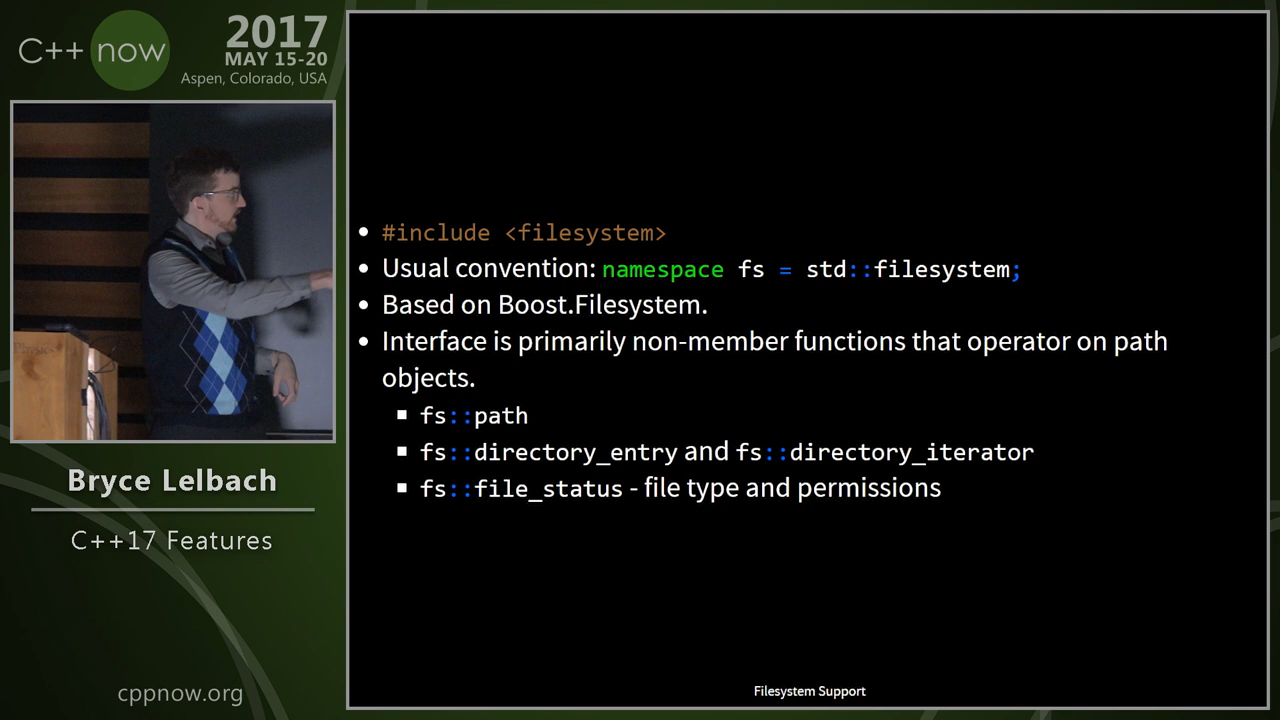 C++ now
2017
MAY 15-20
Aspen, Colorado, USA
#include <filesystem>
Usual convention: namespace fs = std::filesystem;
Based on Boost.Filesystem.
Interface is primarily non-member functions that operator on path
objects.
fs::path
fs::directory_entry and fs::directory_iterator
fs::file_status - file type and permissions
Filesystem Support
Bryce Lelbach
C++17 Features
cppnow.org